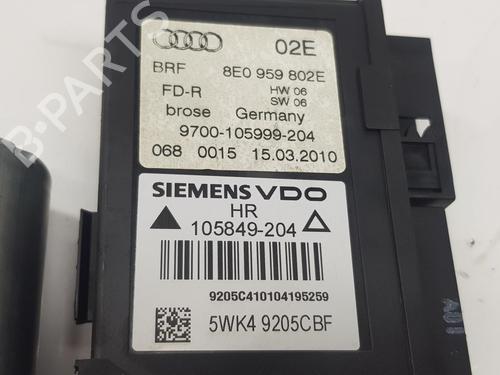 02E
BRF 8E0 959 802E
FD-R HW 06
SW 06
brose Germany
9700-105999-204
068 0015 15.03.2010
SIEMENS VDO
HR
105849-204
9205C410104195259
5WK4 9205CBF
B-Parts